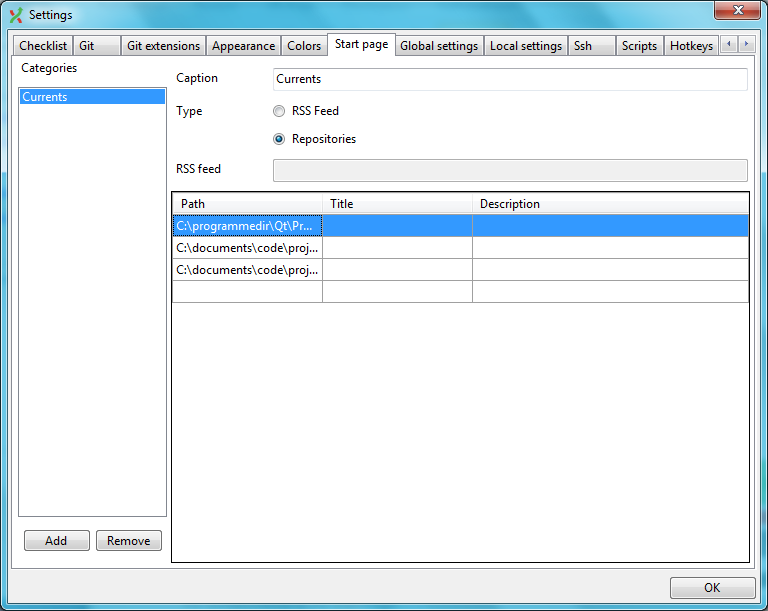 Settings
Checklist Git Git extensions Appearance Colors Start page Global settings Local settings Ssh Scripts Hotkeys
Categories
Currents
Caption Currents
Type RSS Feed
Repositories
RSS feed
Path Title Description
C:\programmedir\Qt\Pr...
C:\documents\code\proj...
C:\documents\code\proj...
Add Remove
OK